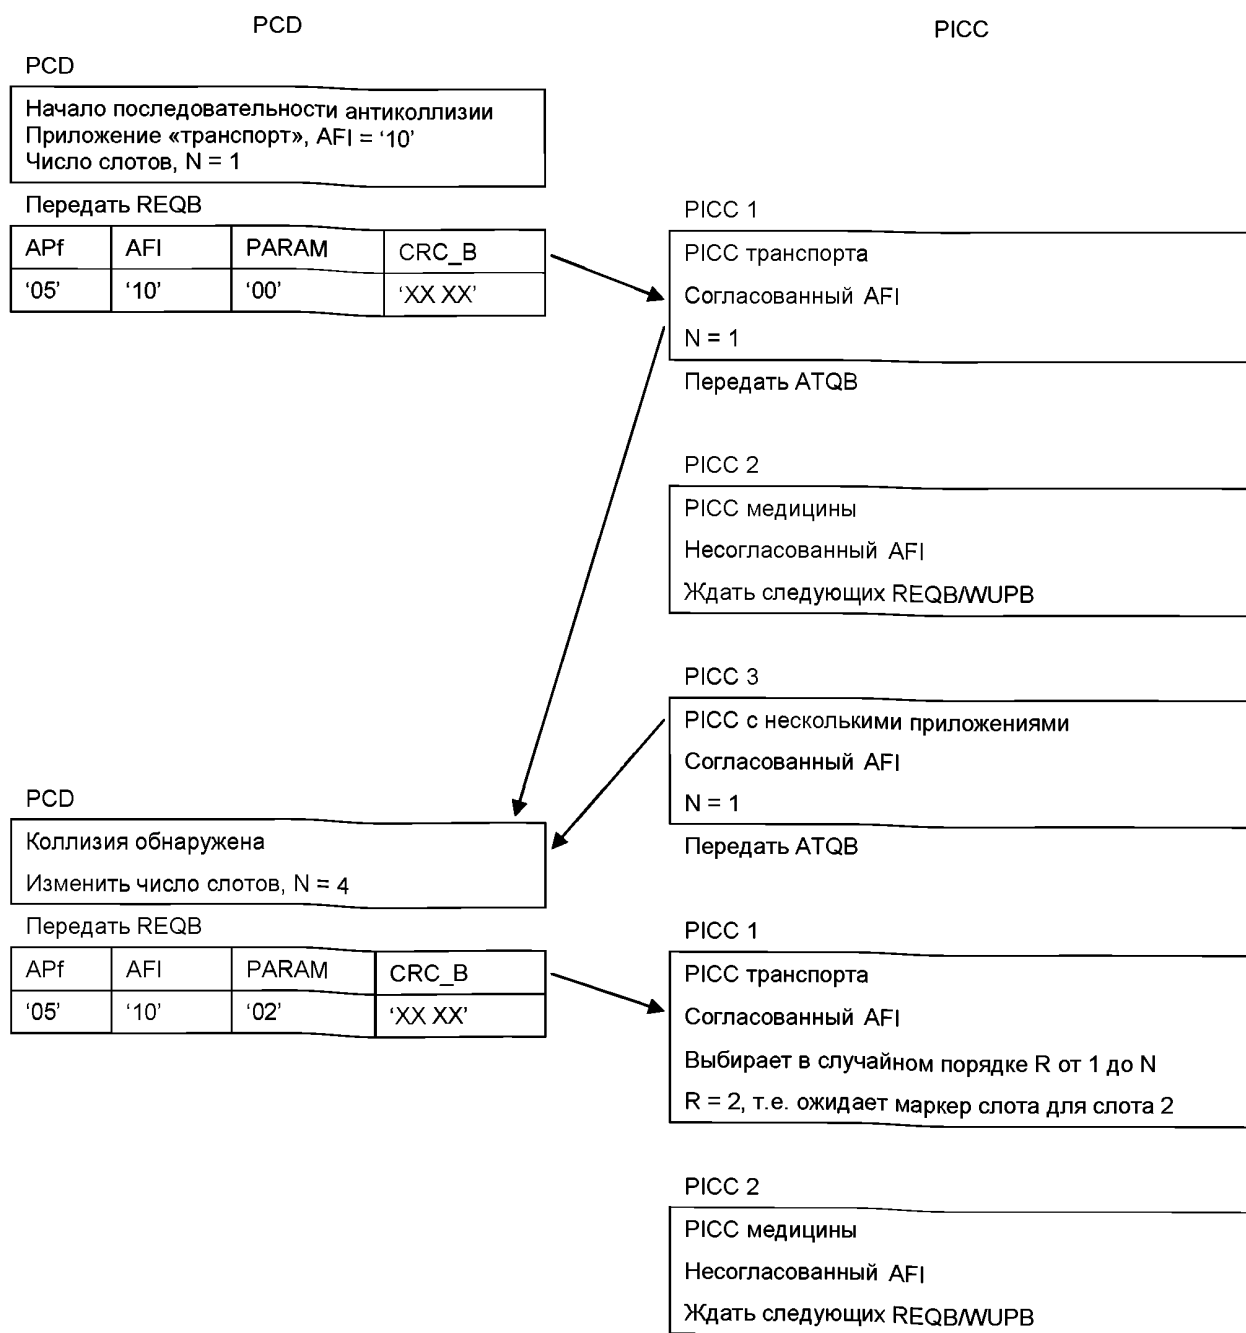 PCD
PICC
PCD
Начало последовательности антиколлизии
Приложение «транспорт», AFI = ‘10’
Число слотов, N = 1
Передать REQB
APf AFI PARAM CRC_B
‘05’ ‘10’ ‘00’ ‘XX XX’
PICC 1
PICC транспорта
Согласованный AFI
N = 1
Передать ATQB
PICC 2
PICC медицины
Несогласованный AFI
Ждать следующих REQB/WUPB
PICC 3
PICC с несколькими приложениями
Согласованный AFI
N = 1
Передать ATQB
PCD
Коллизия обнаружена
Изменить число слотов, N = 4
Передать REQB
APf AFI PARAM CRC_B
‘05’ ‘10’ ‘02’ ‘XX XX’
PICC 1
PICC транспорта
Согласованный AFI
Выбирает в случайном порядке R от 1 до N
R = 2, т.е. ожидает маркер слота для слота 2
PICC 2
PICC медицины
Несогласованный AFI
Ждать следующих REQB/WUPB